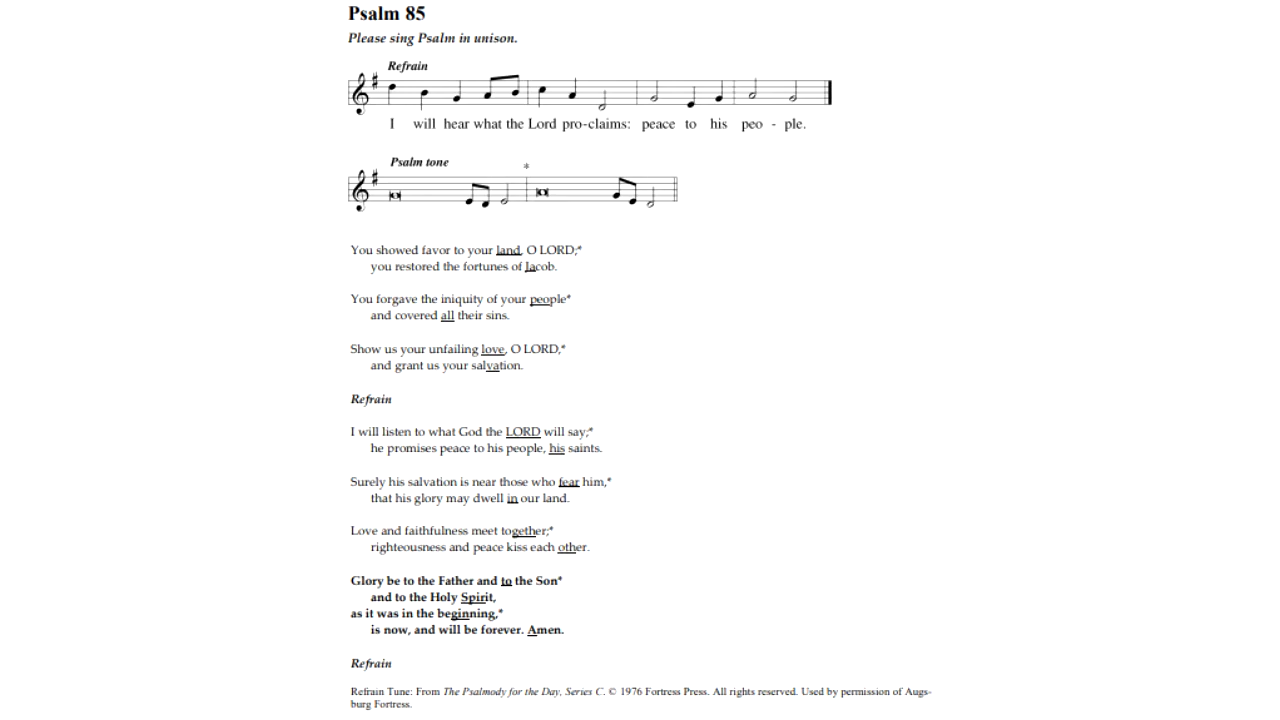 Psalm 85
Please sing Psalm in unison.
Refrain
I will hear what the Lord pro-claims: peace to his peo - ple.
Psalm tone
*
You showed favor to your land, O LORD;*
you restored the fortunes of Jacob.
You forgave the iniquity of your people*
and covered all their sins.
Show us your unfailing love, O LORD,*
and grant us your salvation.
Refrain
I will listen to what God the LORD will say;*
he promises peace to his people, his saints.
Surely his salvation is near those who fear him,*
that his glory may dwell in our land.
Love and faithfulness meet together;*
righteousness and peace kiss each other.
Glory be to the Father and to the Son*
and to the Holy Spirit,
as it was in the beginning,*
is now, and will be forever. Amen.
Refrain
Refrain Tune: From The Psalmody for the Day, Series C. © 1976 Fortress Press. All rights reserved. Used by permission of Augs-
burg Fortress.